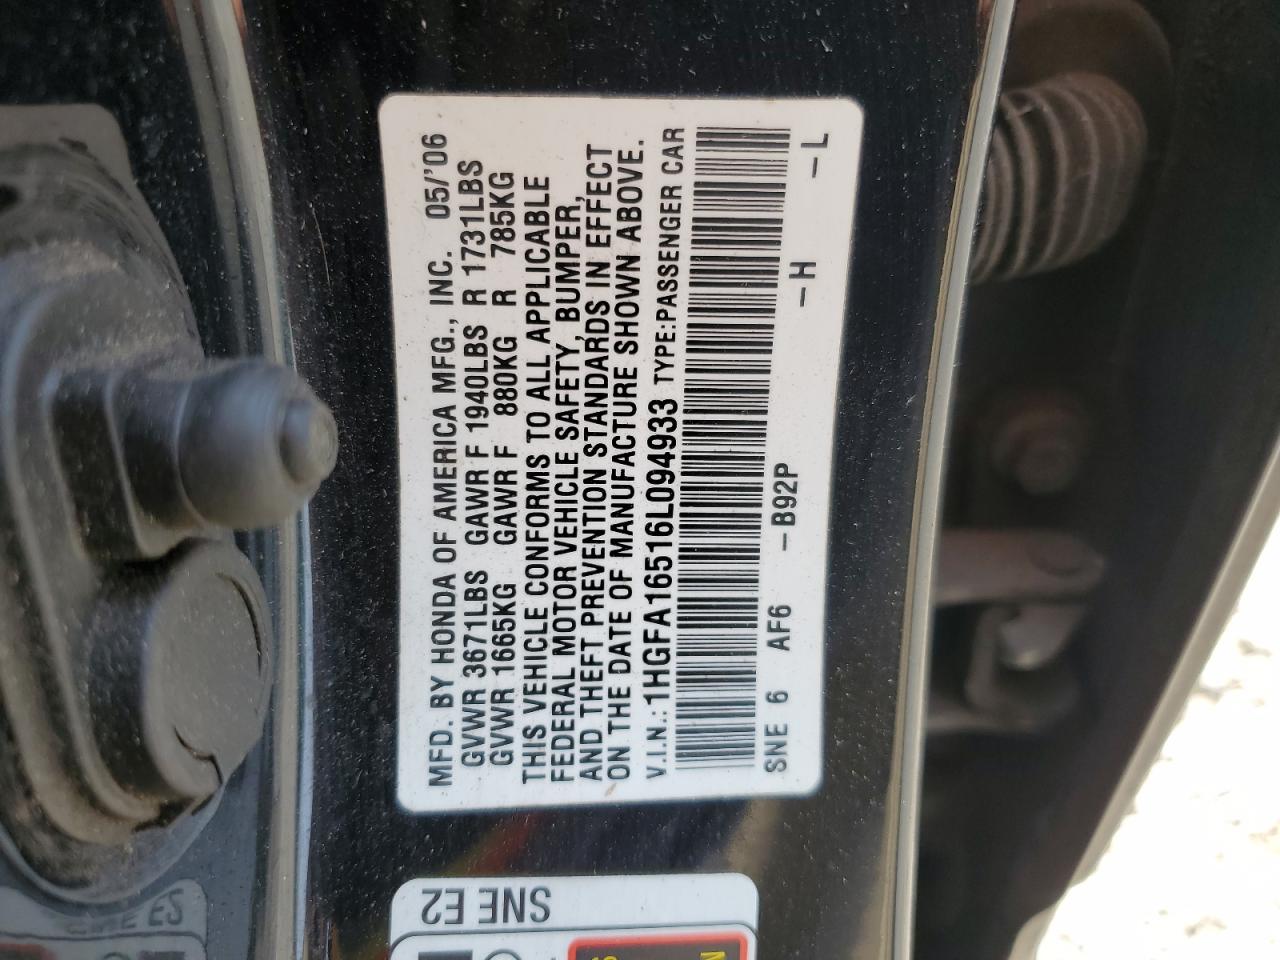 MFD. BY HONDA OF AMERICA MFG., INC. 05/'06
GVWR 3671LBS GAWR F 1940LBS R 1731LBS
GVWR 1665KG GAWR F 880KG R 785KG
THIS VEHICLE CONFORMS TO ALL APPLICABLE
FEDERAL MOTOR VEHICLE SAFETY, BUMPER,
AND THEFT PREVENTION STANDARDS IN EFFECT
ON THE DATE OF MANUFACTURE SHOWN ABOVE.
V.I.N.: 1HGFA16516L094933 TYPE:PASSENGER CAR
SNE 6 AF6 -B92P -H -L
SNE E2